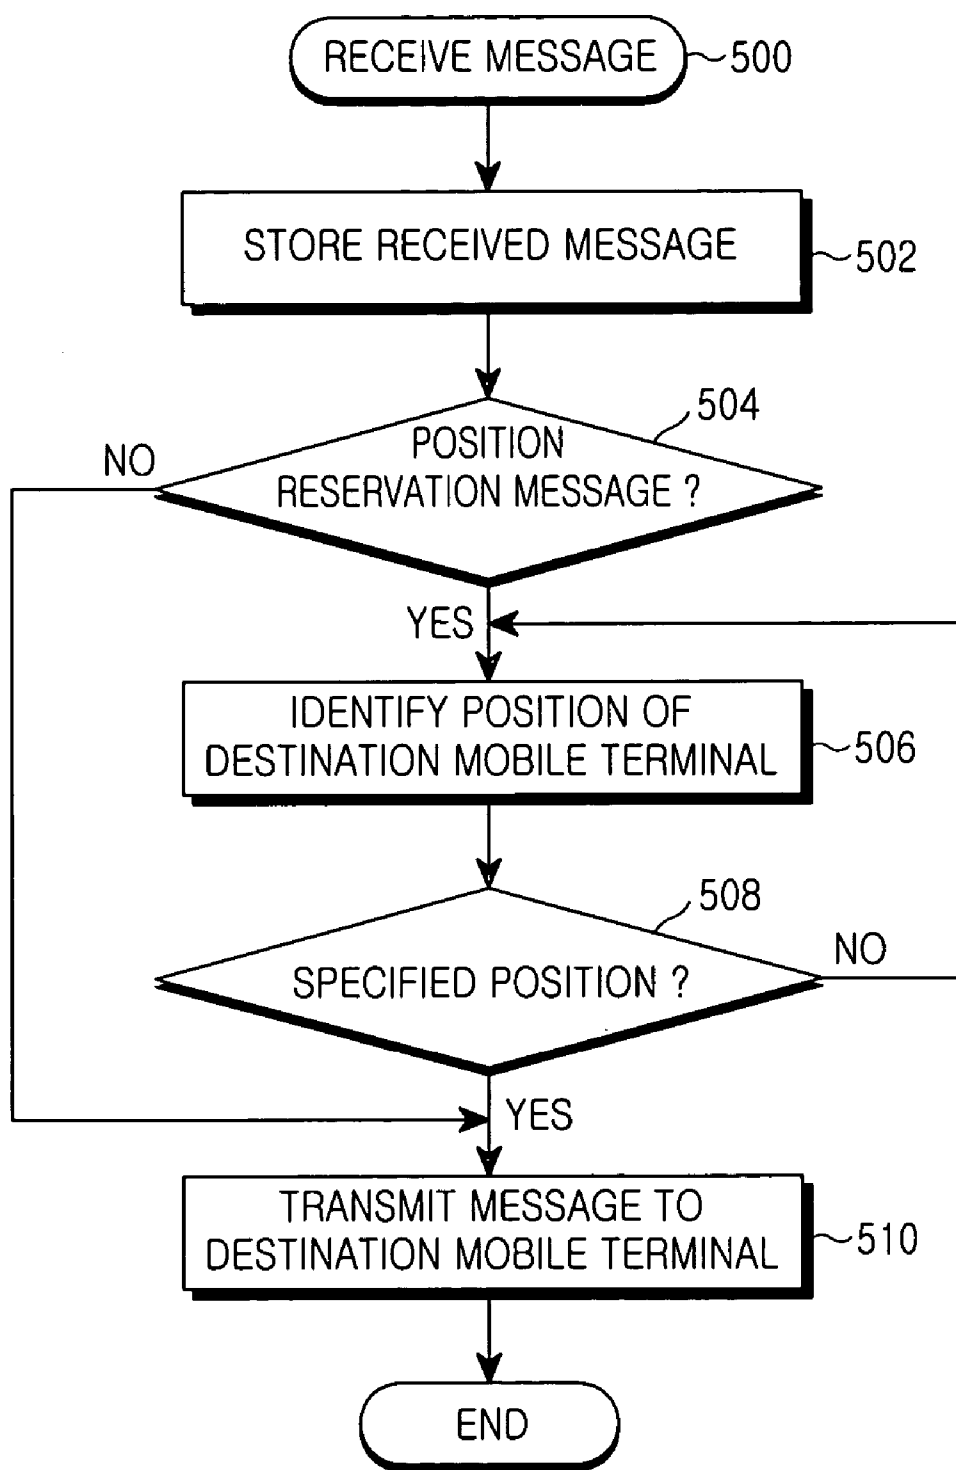 RECEIVE MESSAGE
500
STORE RECEIVED MESSAGE
502
504
NO
POSITION
RESERVATION MESSAGE ?
YES
IDENTIFY POSITION OF
DESTINATION MOBILE TERMINAL
506
508
SPECIFIED POSITION ?
NO
YES
TRANSMIT MESSAGE TO
DESTINATION MOBILE TERMINAL
510
END